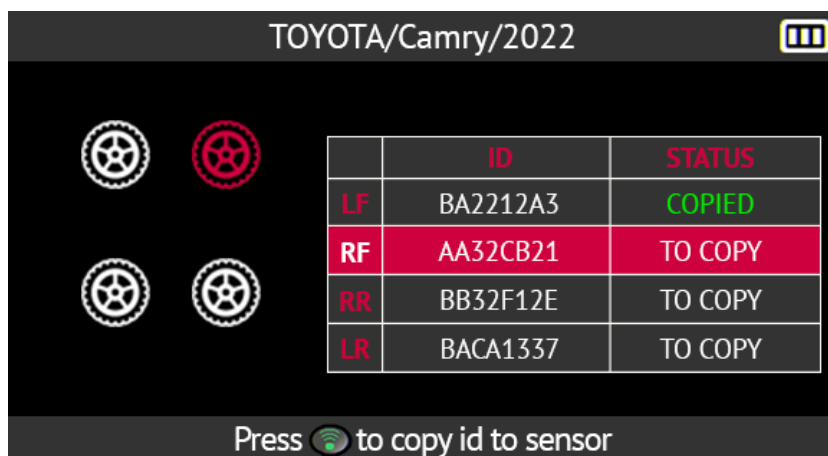 TOYOTA/Camry/2022
ID STATUS
LF BA2212A3 COPIED
RF AA32CB21 TO COPY
RR BB32F12E TO COPY
LR BACA1337 TO COPY
Press to copy id to sensor